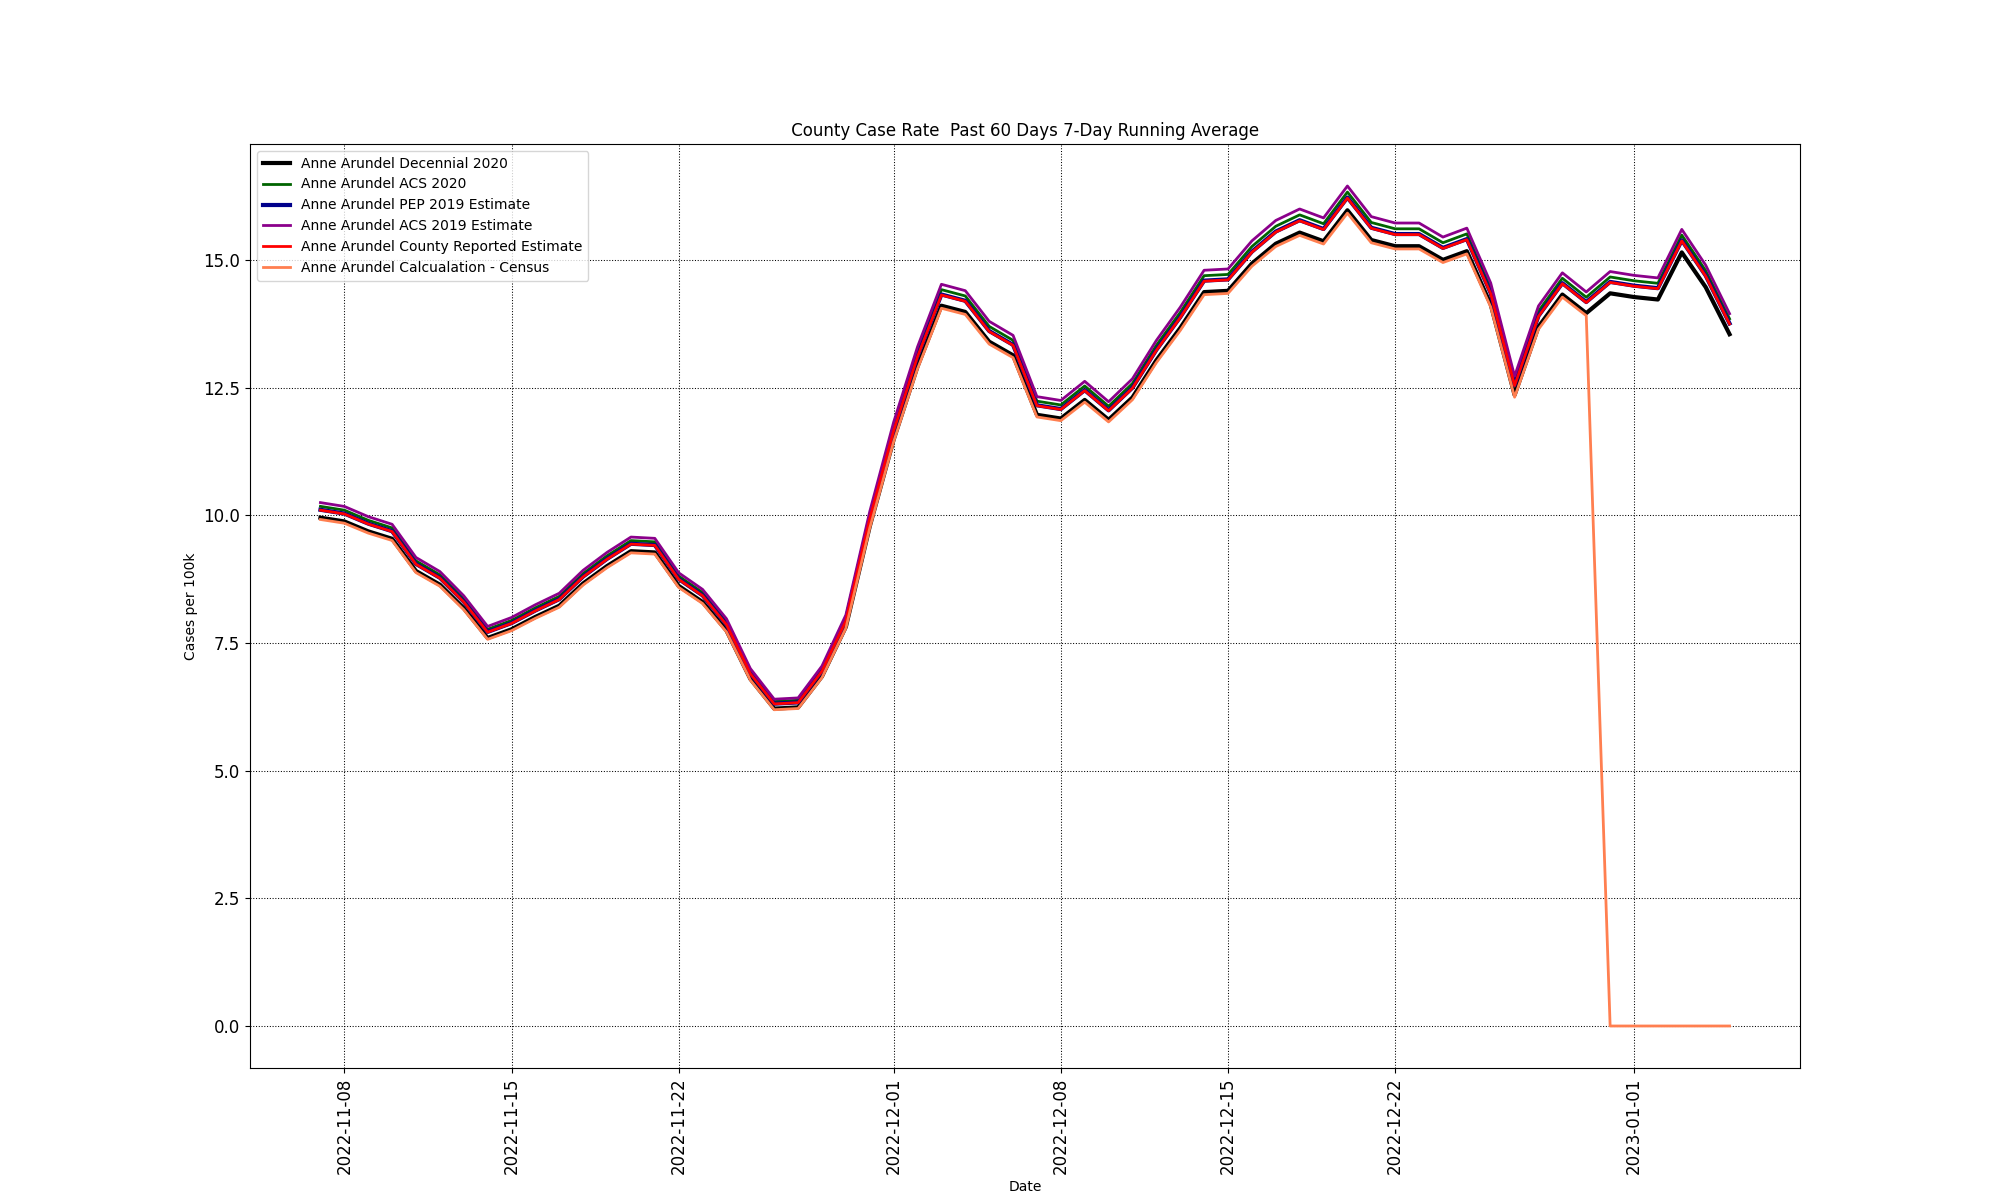 County Case Rate  Past 60 Days 7-Day Running Average
Anne Arundel Decennial 2020
Anne Arundel ACS 2020
Anne Arundel PEP 2019 Estimate
Anne Arundel ACS 2019 Estimate
Anne Arundel County Reported Estimate
Anne Arundel Calcualation - Census
Cases per 100k
15.0
12.5
10.0
7.5
5.0
2.5
0.0
2022-11-08
2022-11-15
2022-11-22
2022-12-01
2022-12-08
2022-12-15
2022-12-22
2023-01-01
Date